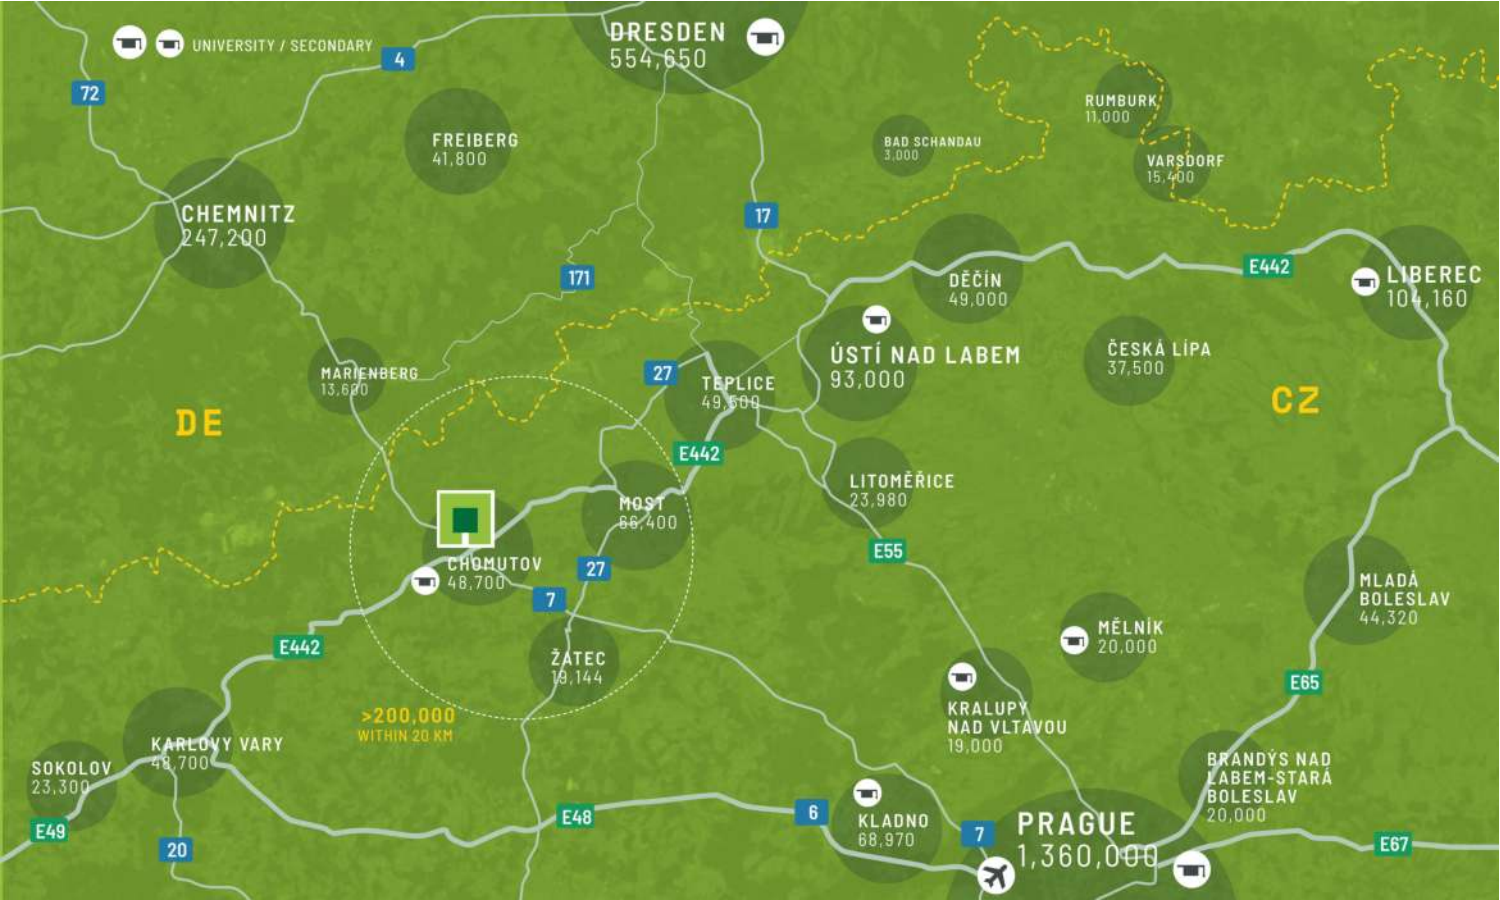 UNIVERSITY / SECONDARY
4
DRESDEN
554,650
72
RUMBURK
11,000
FREIBERG
41,800
BAD SCHANDAU
3,000
VARSDORF
15,400
CHEMNITZ
247,200
17
171
E442
DĚČÍN
49,000
LIBEREC
104,160
ÚSTÍ NAD LABEM
93,000
ČESKÁ LÍPA
37,500
MARIENBERG
13,600
27
TEPLICE
49,500
DE
CZ
E442
LITOMĚŘICE
23,980
MOST
66,400
E55
CHOMUTOV
48,700
27
7
MLADÁ
BOLESLAV
44,320
MĚLNÍK
20,000
E442
ŽATEC
19,144
E65
>200,000
WITHIN 20 KM
KRALUPY
NAD VLTAVOU
19,000
KARLOVY VARY
48,700
SOKOLOV
23,300
BRANDÝS NAD
LABEM-STARÁ
BOLESLAV
20,000
E49
20
E48
6
KLADNO
68,970
7
PRAGUE
1,360,000
E67